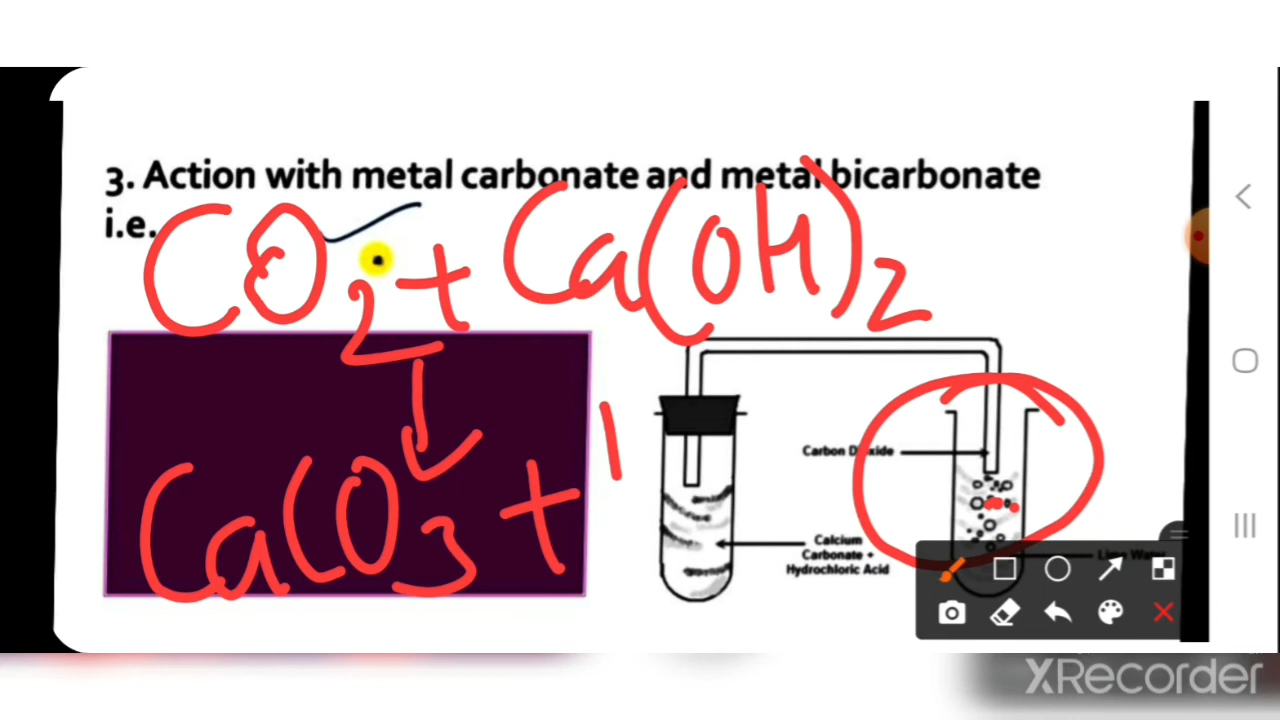 3. Action with metal carbonate and metal bicarbonate
i.e.
CO2 + Ca(OH)2
CaCO3 +
Carbon Dioxide
Calcium
Carbonate +
Hydrochloric Acid
Lime Water
XRecorder